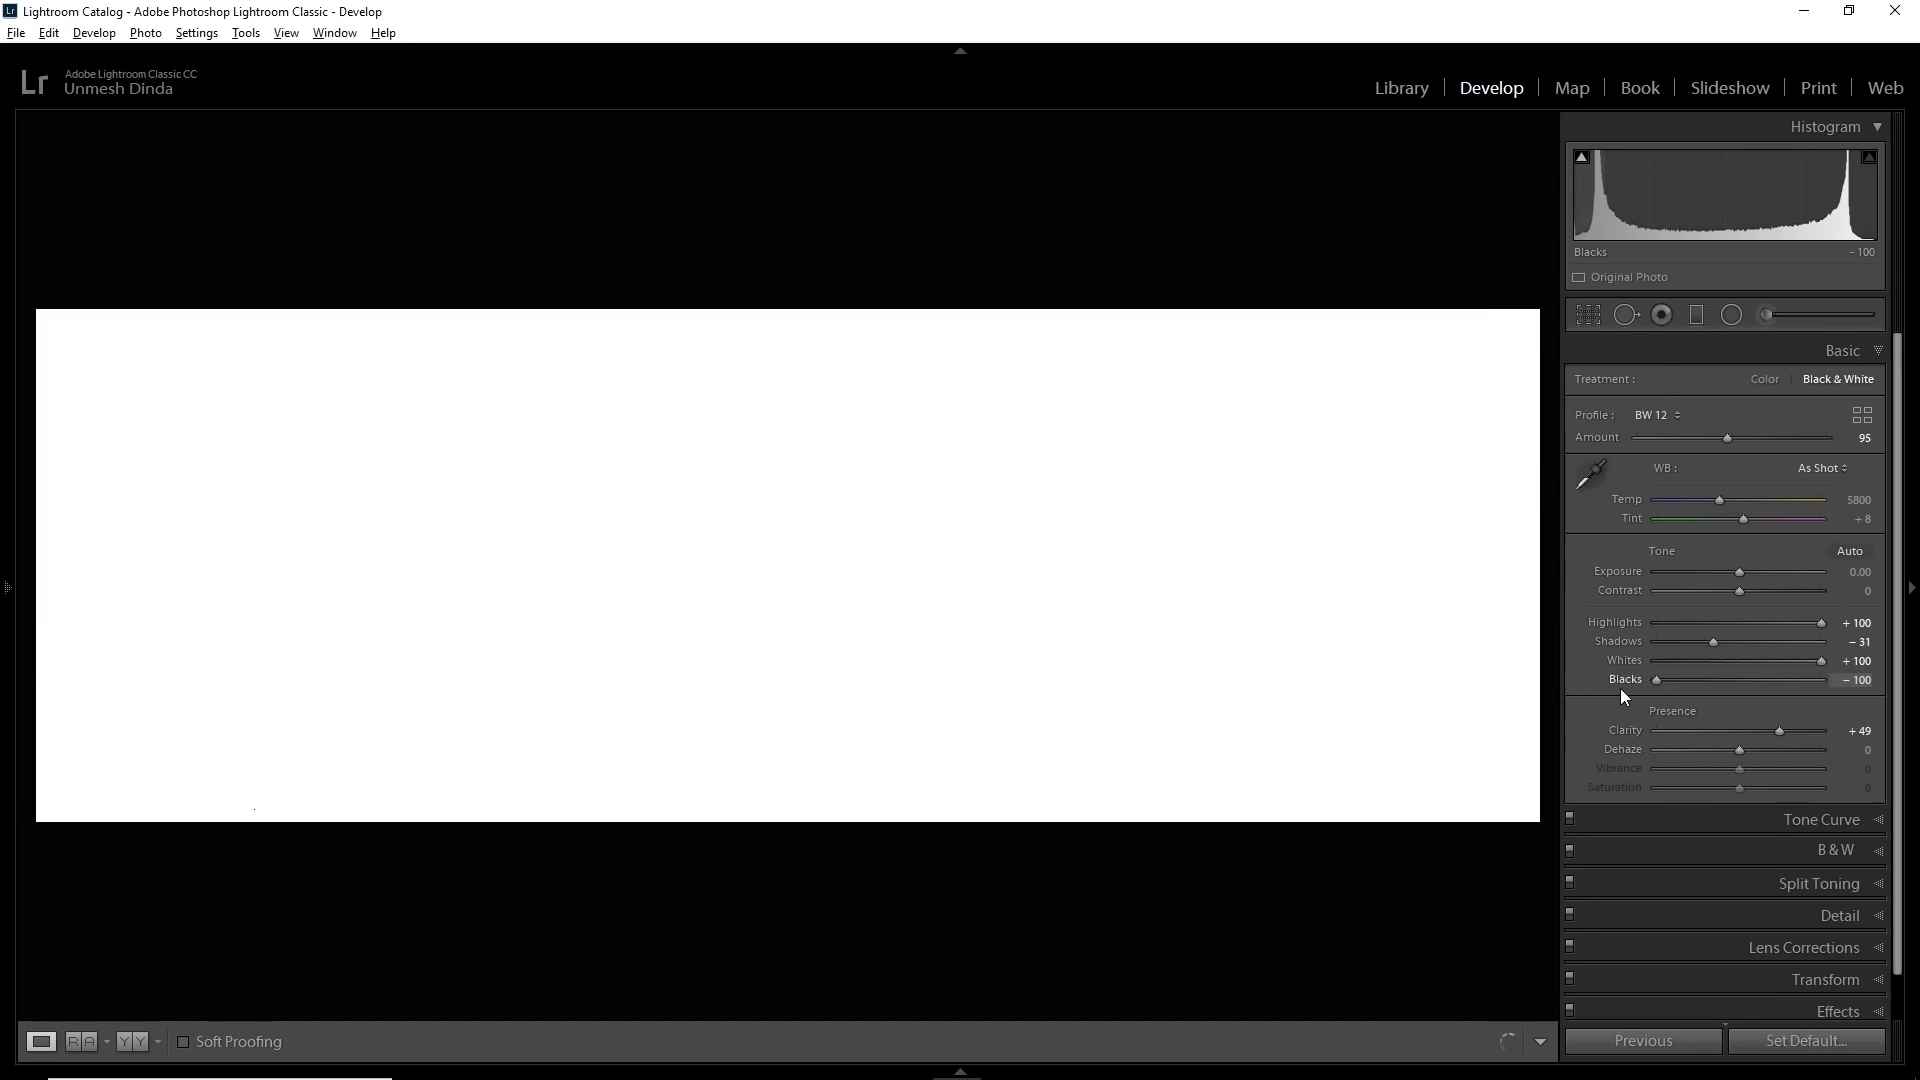 Lr Lightroom Catalog - Adobe Photoshop Lightroom Classic - Develop
File Edit Develop Photo Settings Tools View Window Help
Lr Adobe Lightroom Classic CC
Unmesh Dinda
Library | Develop | Map | Book | Slideshow | Print | Web
Histogram
Blacks - 100
Original Photo
Basic
Treatment : Color | Black & White
Profile : BW 12
Amount 95
WB : As Shot
Temp 5800
Tint + 8
Tone Auto
Exposure 0.00
Contrast 0
Highlights + 100
Shadows - 31
Whites + 100
Blacks - 100
Presence
Clarity + 49
Dehaze 0
Vibrance 0
Saturation 0
Tone Curve
B & W
Split Toning
Detail
Lens Corrections
Transform
Effects
R A Y Y Soft Proofing
Previous Set Default...